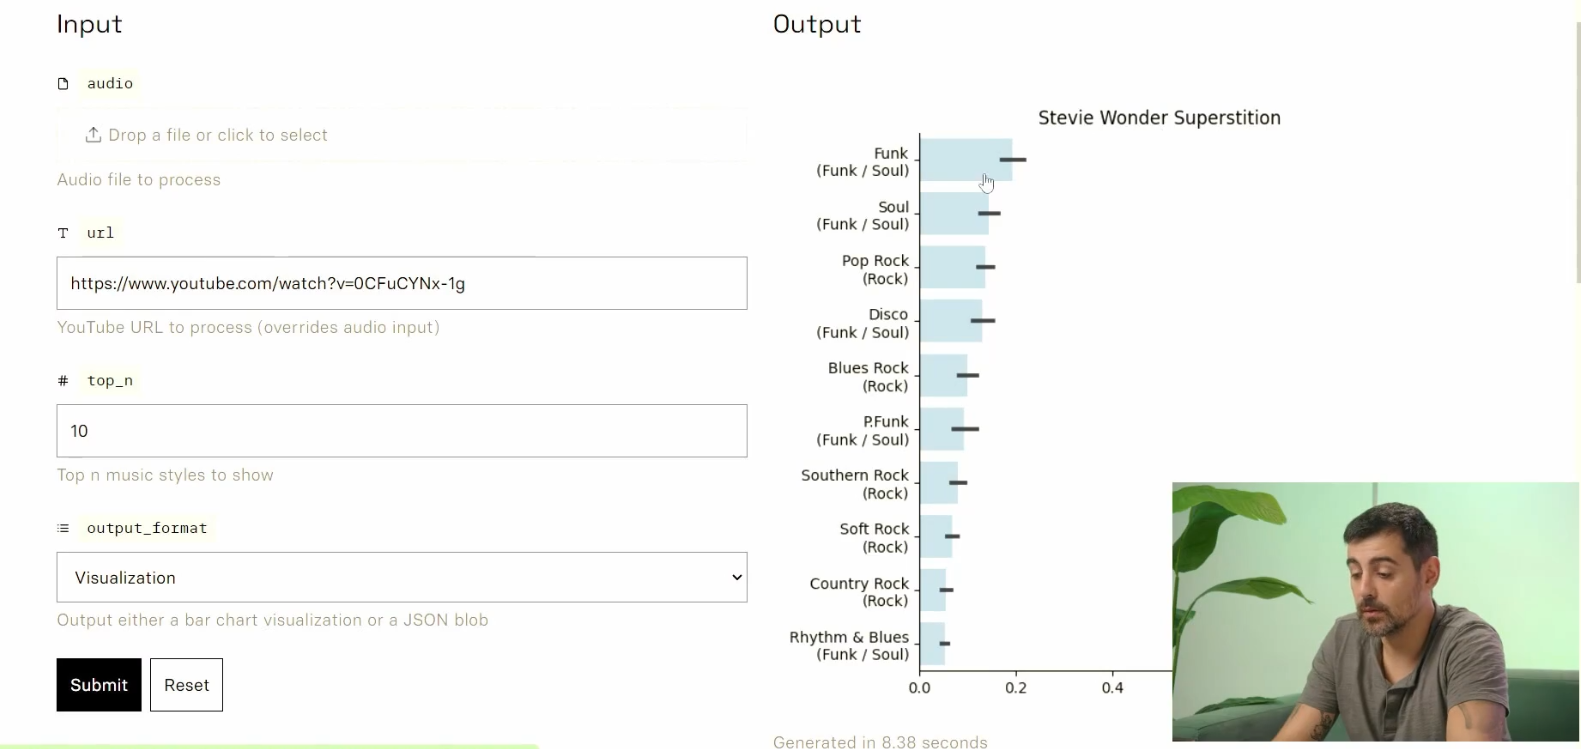 Input
audio
Drop a file or click to select
Audio file to process
T url
https://www.youtube.com/watch?v=0CFuCYNx-1g
YouTube URL to process (overrides audio input)
# top_n
10
Top n music styles to show
output_format
Visualization
Output either a bar chart visualization or a JSON blob
Submit
Reset
Output
Stevie Wonder Superstition
Funk
(Funk / Soul)
Soul
(Funk / Soul)
Pop Rock
(Rock)
Disco
(Funk / Soul)
Blues Rock
(Rock)
P.Funk
(Funk / Soul)
Southern Rock
(Rock)
Soft Rock
(Rock)
Country Rock
(Rock)
Rhythm & Blues
(Funk / Soul)
0.0 0.2 0.4
Generated in 8.38 seconds